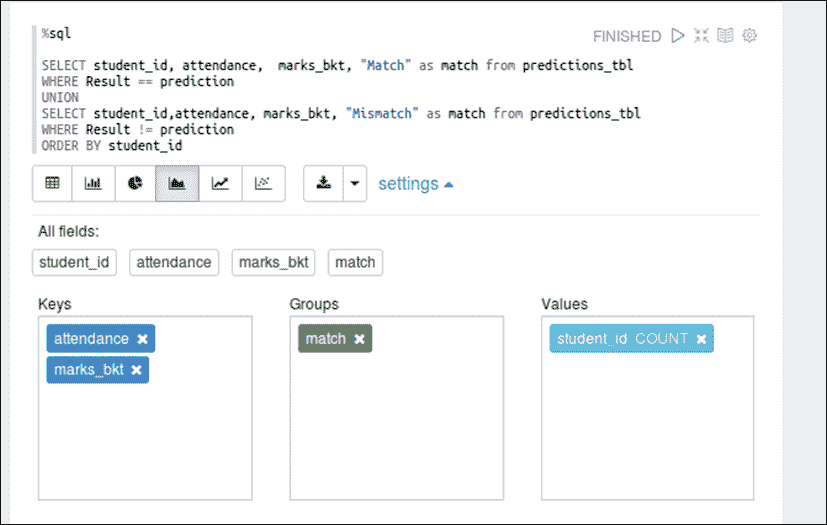 %sql
FINISHED
SELECT student_id, attendance,  marks_bkt, "Match" as match from predictions_tbl
WHERE Result == prediction
UNION
SELECT student_id,attendance, marks_bkt, "Mismatch" as match from predictions_tbl
WHERE Result != prediction
ORDER BY student_id
settings
All fields:
student_id attendance marks_bkt match
Keys Groups Values
attendance match student_id COUNT
marks_bkt